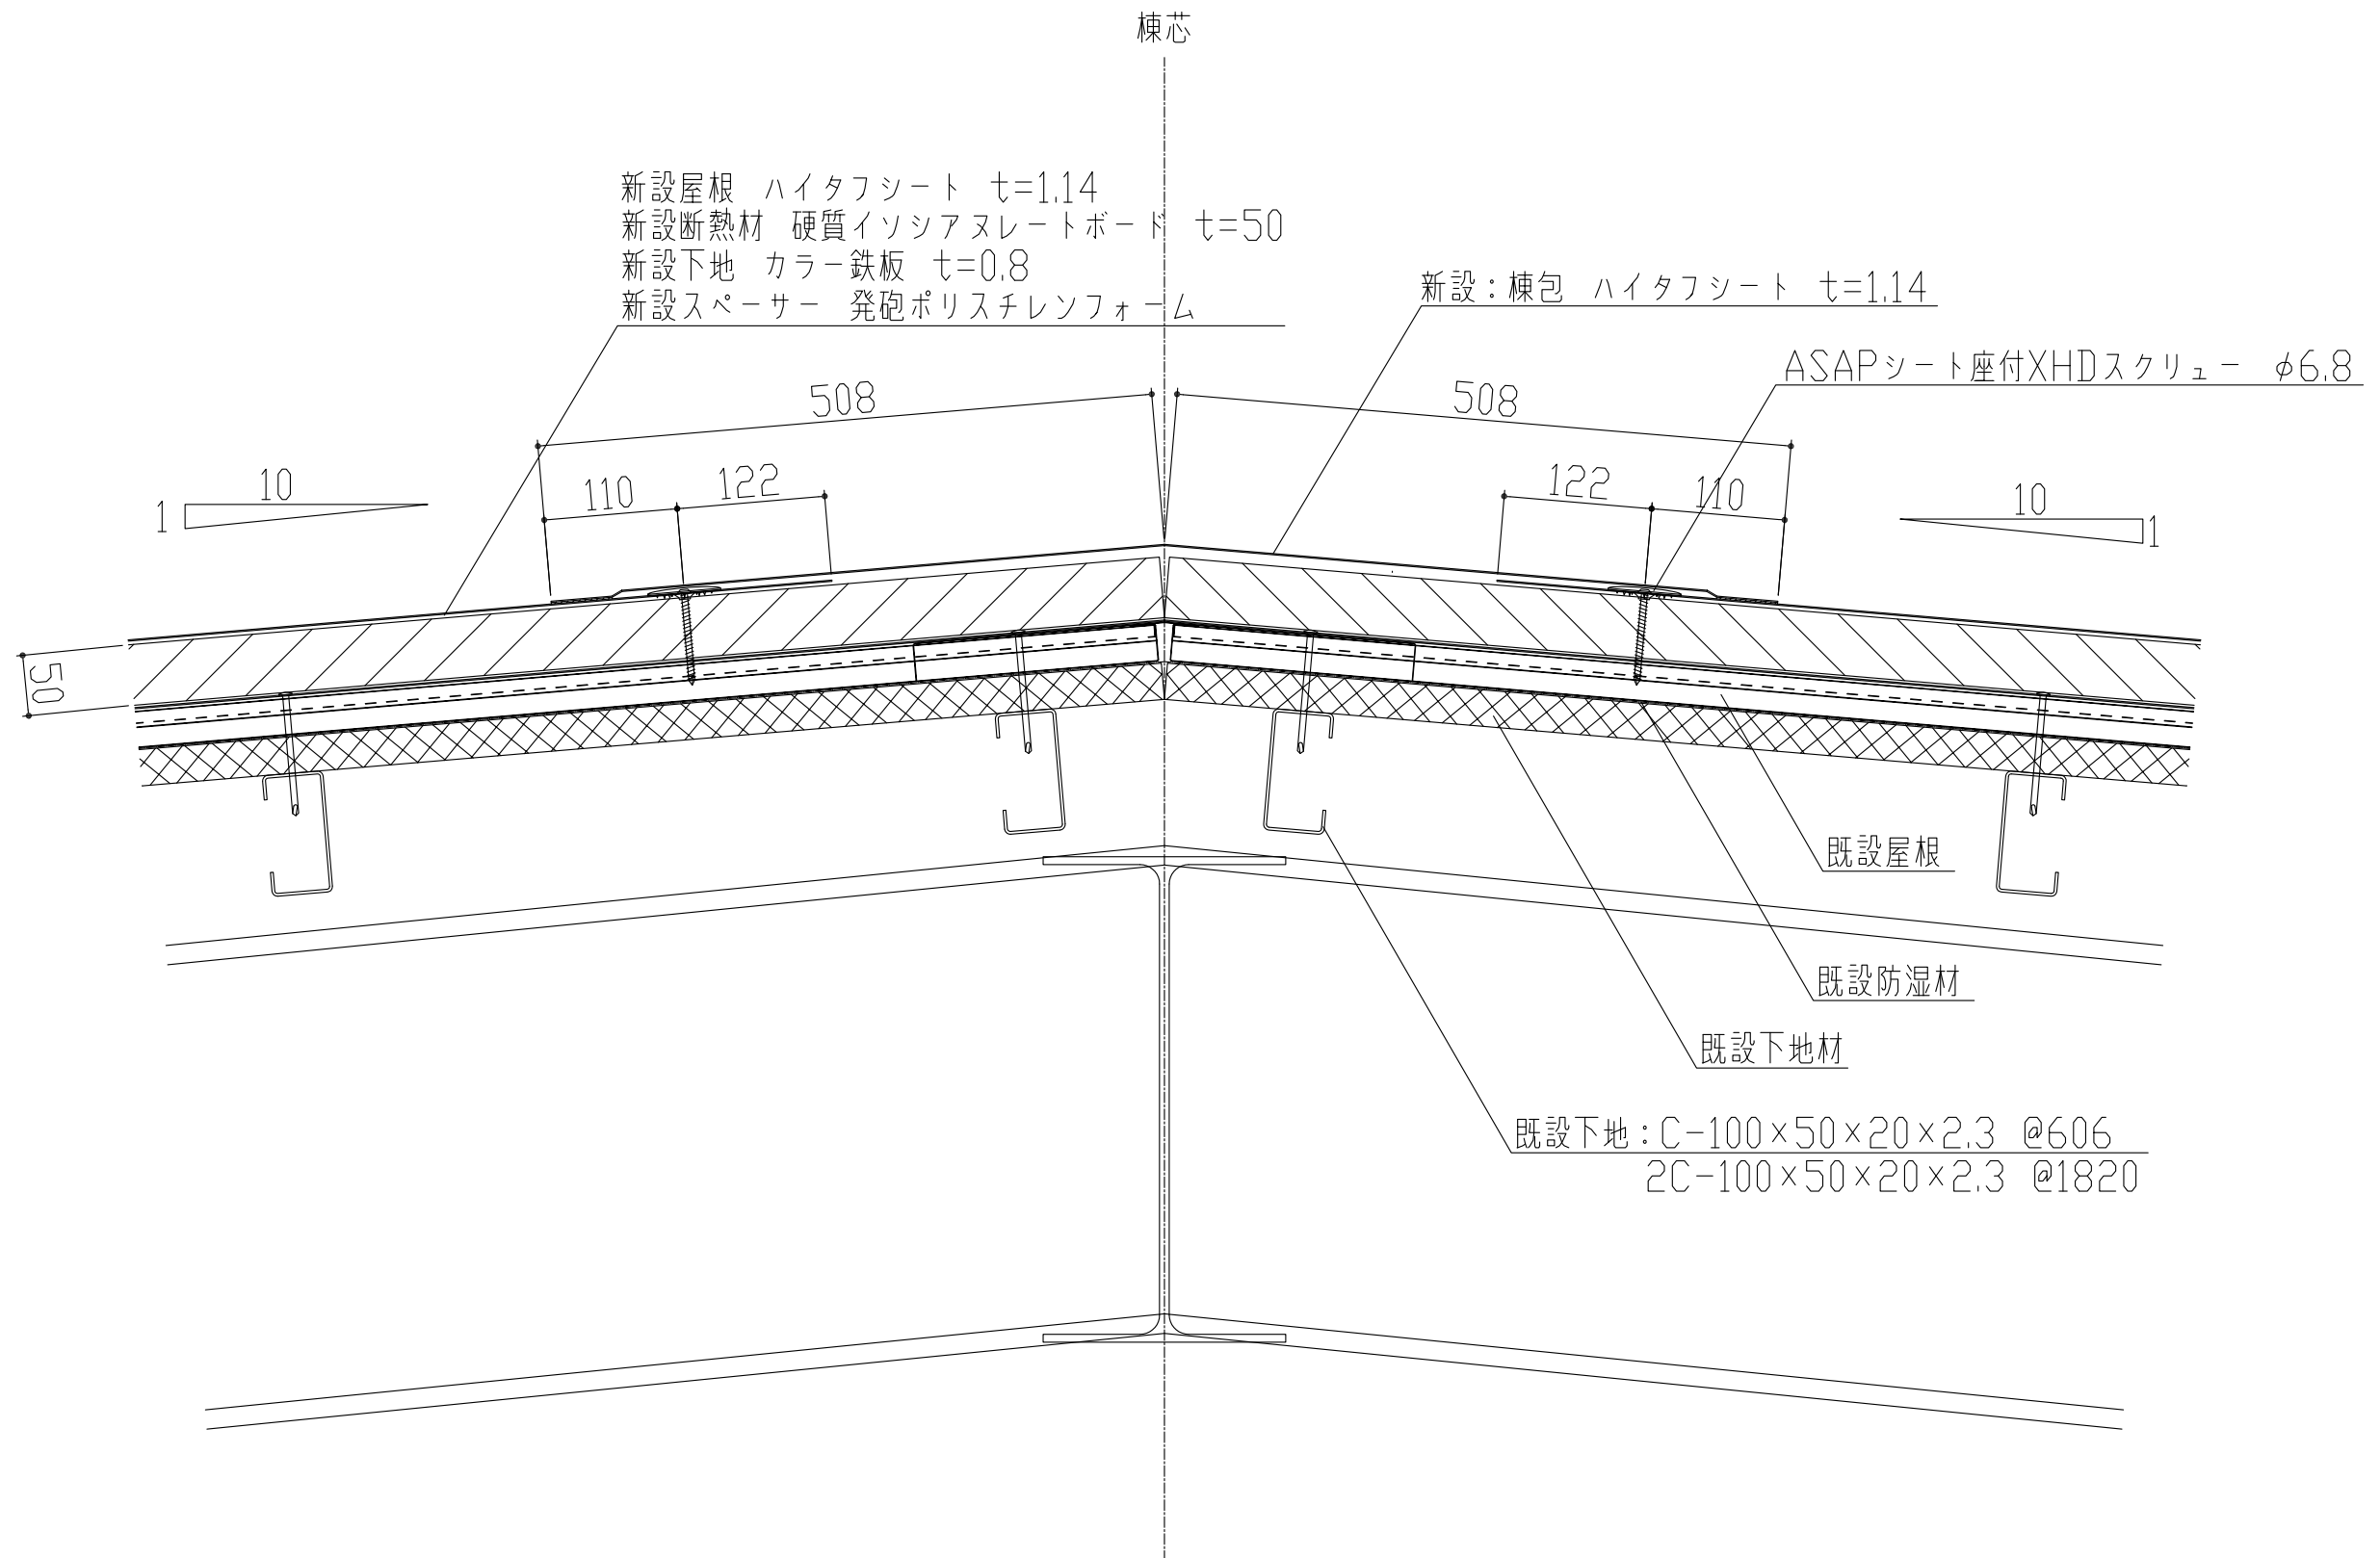 棟芯
新設屋根　ハイタフシート　t=1.14
新設断熱材　硬質イソシアヌレートボード　t=50
新設下地　カラー鉄板　t=0.8
新設スペーサー　発砲ポリスチレンフォーム
新設：棟包　ハイタフシート　t=1.14
ASAPシート座付XHDスクリュー　φ6.8
508
508
110
122
122
110
10
1
10
1
50
既設屋根
既設防湿材
既設下地材
既設下地：C-100×50×20×2.3 @606
2C-100×50×20×2.3 @1820